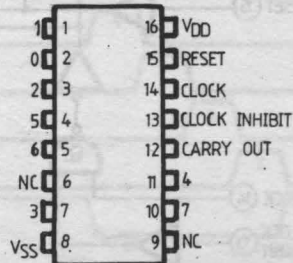 1 1 16 VDD
0 2 15 RESET
2 3 14 CLOCK
5 4 13 CLOCK INHIBIT
6 5 12 CARRY OUT
NC 6 11 4
3 7 10 7
VSS 8 9 NC